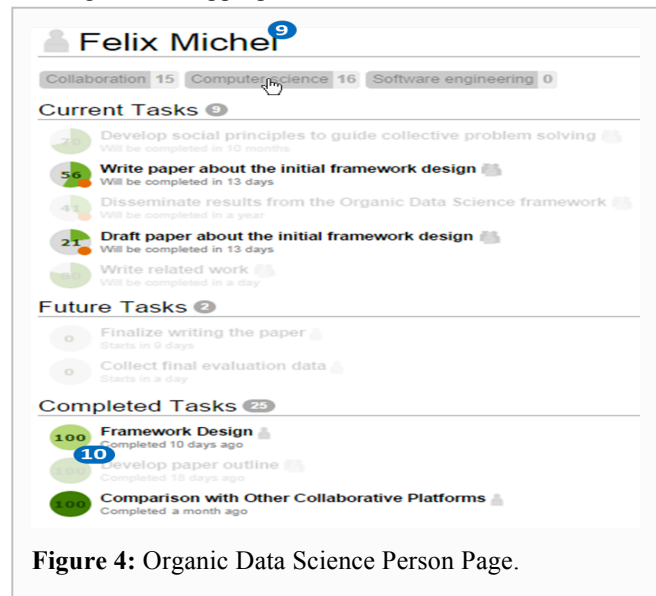 Felix Michel 9
Collaboration 15 Computer science 16 Software engineering 0
Current Tasks 9
70 Develop social principles to guide collective problem solving
Will be completed in 10 months
56 Write paper about the initial framework design
Will be completed in 13 days
41 Disseminate results from the Organic Data Science framework
Will be completed in a year
21 Draft paper about the initial framework design
Will be completed in 13 days
Write related work
Will be completed in a day
Future Tasks 2
0 Finalize writing the paper
Starts in 9 days
0 Collect final evaluation data
Starts in a day
Completed Tasks 25
100 Framework Design
Completed 10 days ago
10
100 Develop paper outline
Completed 18 days ago
100 Comparison with Other Collaborative Platforms
Completed a month ago
Figure 4: Organic Data Science Person Page.